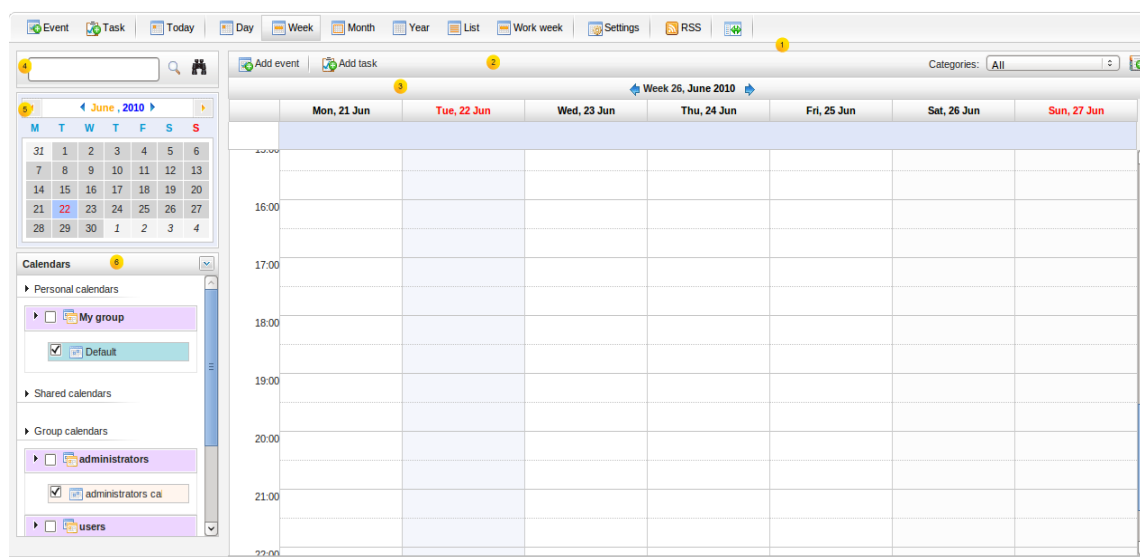 Event Task Today Day Week Month Year List Work week Settings RSS
1
4
Add event Add task 2 Categories: All
3 Week 26, June 2010
5 June , 2010
M T W T F S S
31 1 2 3 4 5 6
7 8 9 10 11 12 13
14 15 16 17 18 19 20
21 22 23 24 25 26 27
28 29 30 1 2 3 4
Calendars 6
Personal calendars
My group
Default
Shared calendars
Group calendars
administrators
administrators cal
users
Mon, 21 Jun Tue, 22 Jun Wed, 23 Jun Thu, 24 Jun Fri, 25 Jun Sat, 26 Jun Sun, 27 Jun
15:00
16:00
17:00
18:00
19:00
20:00
21:00
22:00